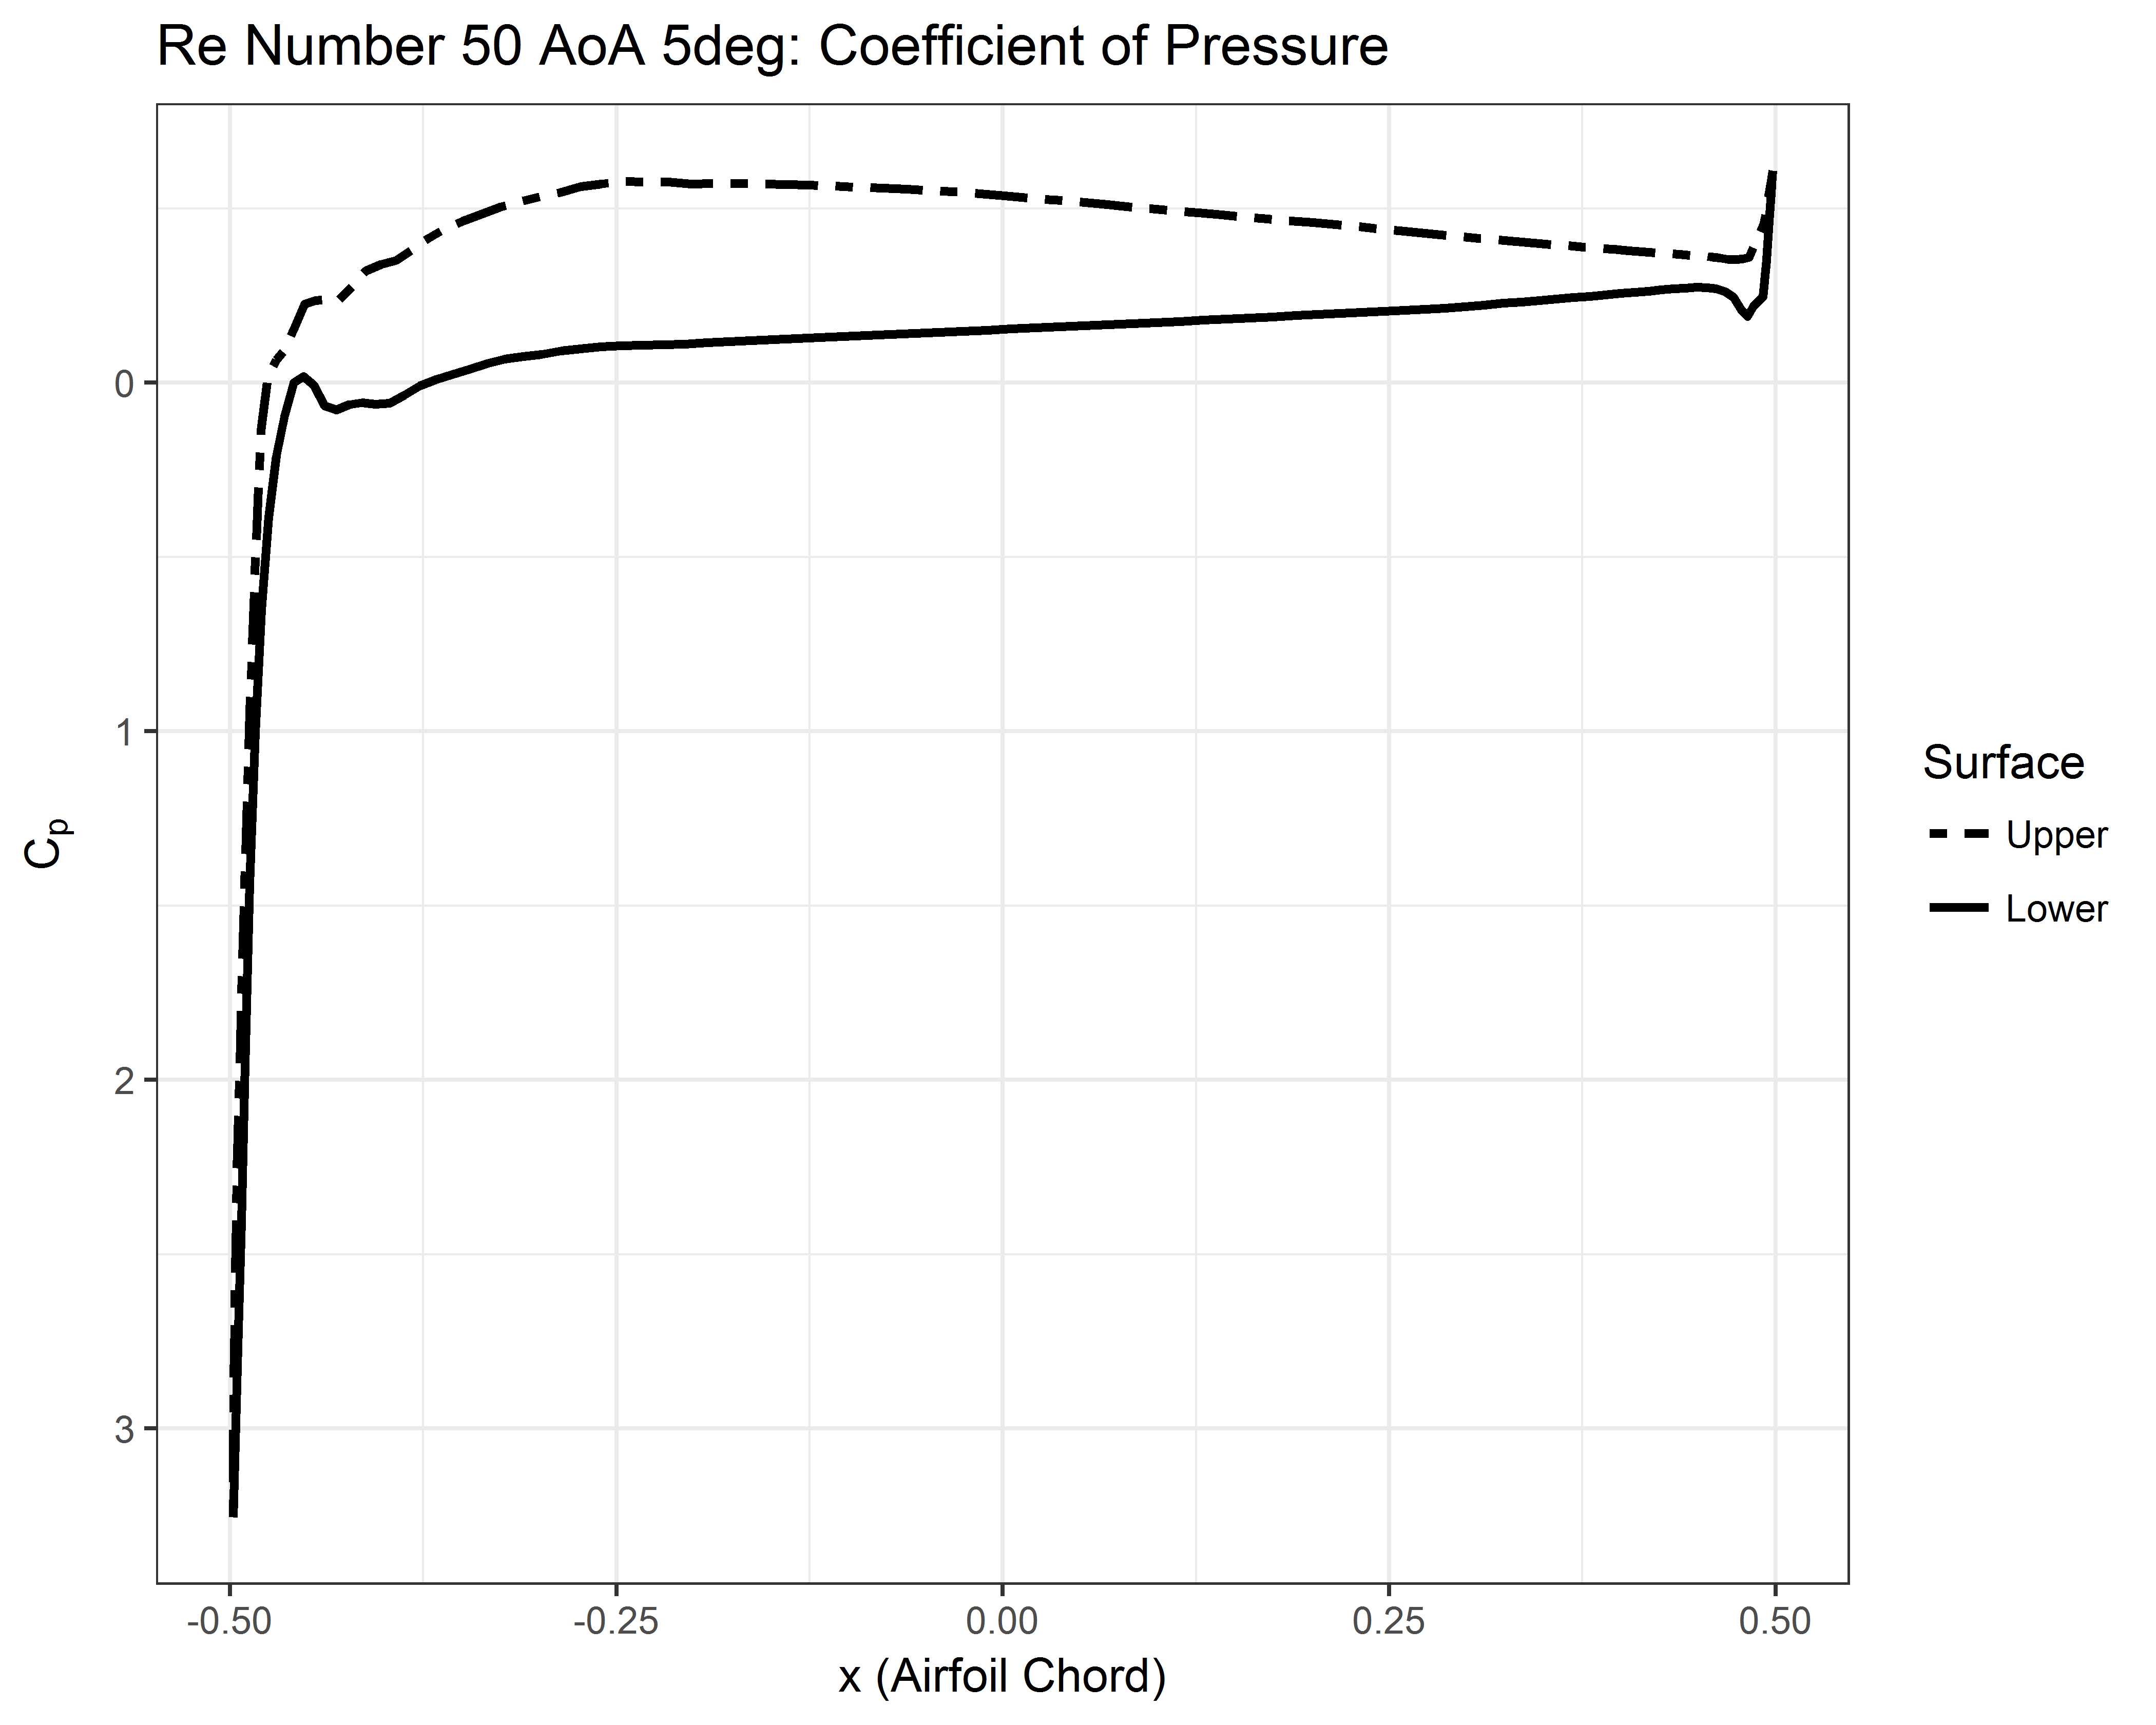 Re Number 50 AoA 5deg: Coefficient of Pressure
0
1
2
3
Cp
-0.50
-0.25
0.00
0.25
0.50
x (Airfoil Chord)
Surface
Upper
Lower